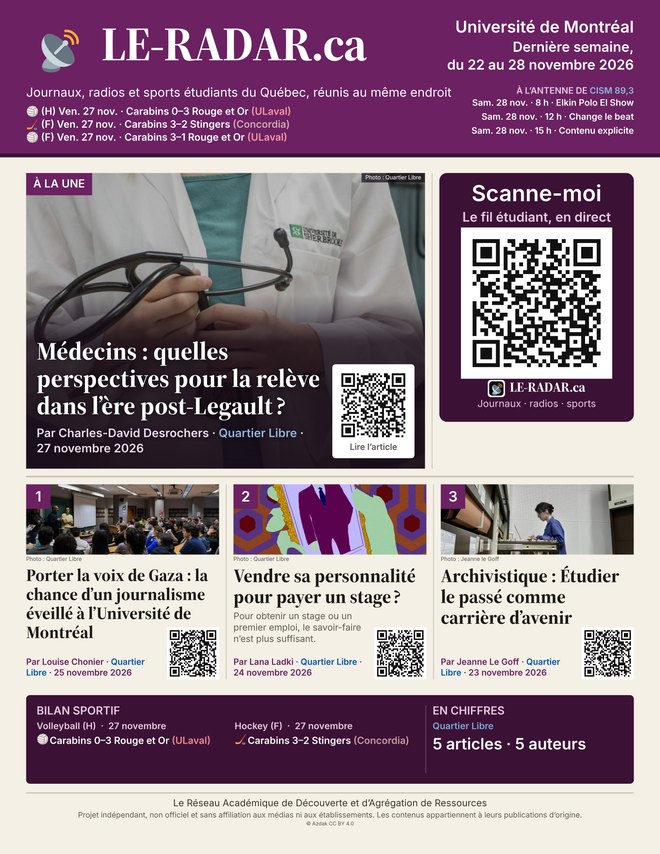 LE-RADAR.ca
Journaux, radios et sports étudiants du Québec, réunis au même endroit
(H) Ven. 27 nov. · Carabins 0–3 Rouge et Or (ULaval)
(F) Ven. 27 nov. · Carabins 3–2 Stingers (Concordia)
(F) Ven. 27 nov. · Carabins 3–1 Rouge et Or (ULaval)
Université de Montréal
Dernière semaine,
du 22 au 28 novembre 2026
À L'ANTENNE DE CISM 89,3
Sam. 28 nov. · 8 h · Elkin Polo El Show
Sam. 28 nov. · 12 h · Change le beat
Sam. 28 nov. · 15 h · Contenu explicite
À LA UNE
Photo : Quartier Libre
UNIVERSITÉ DE
SHERBROOKE
Médecins : quelles
perspectives pour la relève
dans l'ère post-Legault ?
Par Charles-David Desrochers · Quartier Libre ·
27 novembre 2026
Lire l'article
Scanne-moi
Le fil étudiant, en direct
LE-RADAR.ca
Journaux · radios · sports
1
Photo : Quartier Libre
Porter la voix de Gaza : la
chance d'un journalisme
éveillé à l'Université de
Montréal
Par Louise Chonier · Quartier
Libre · 25 novembre 2026
2
Photo : Quartier Libre
Vendre sa personnalité
pour payer un stage ?
Pour obtenir un stage ou un
premier emploi, le savoir-faire
n'est plus suffisant.
Par Lana Ladki · Quartier Libre ·
24 novembre 2026
3
Photo : Jeanne le Goff
Archivistique : Étudier
le passé comme
carrière d'avenir
Par Jeanne Le Goff · Quartier
Libre · 23 novembre 2026
BILAN SPORTIF
Volleyball (H) · 27 novembre
Carabins 0–3 Rouge et Or (ULaval)
Hockey (F) · 27 novembre
Carabins 3–2 Stingers (Concordia)
EN CHIFFRES
Quartier Libre
5 articles · 5 auteurs
Le Réseau Académique de Découverte et d'Agrégation de Ressources
Projet indépendant, non officiel et sans affiliation aux médias ni aux établissements. Les contenus appartiennent à leurs publications d'origine.
© Azdak CC BY 4.0